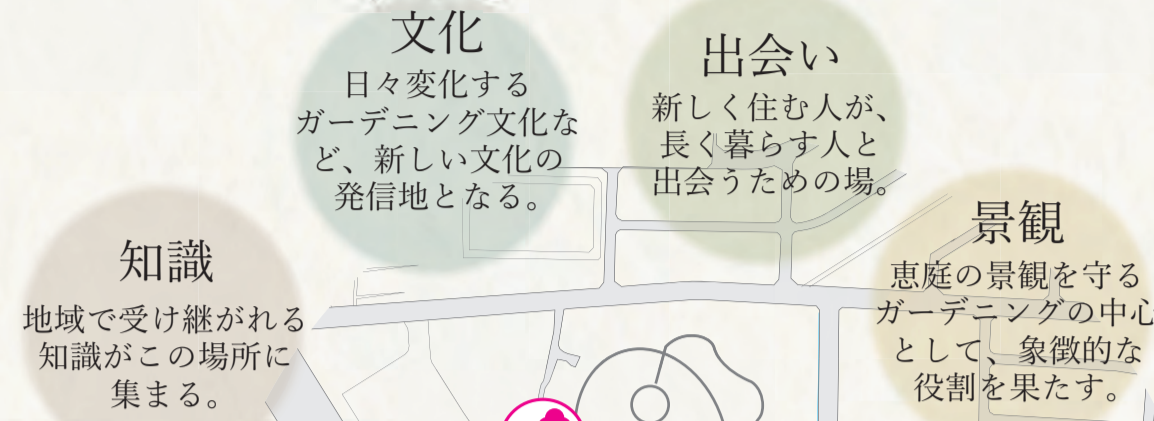 文化
日々変化する
ガーデニング文化な
ど、新しい文化の
発信地となる。
出会い
新しく住む人が、
長く暮らす人と
出会うための場。
知識
地域で受け継がれる
知識がこの場所に
集まる。
景観
恵庭の景観を守る
ガーデニングの中心
として、象徴的な
役割を果たす。